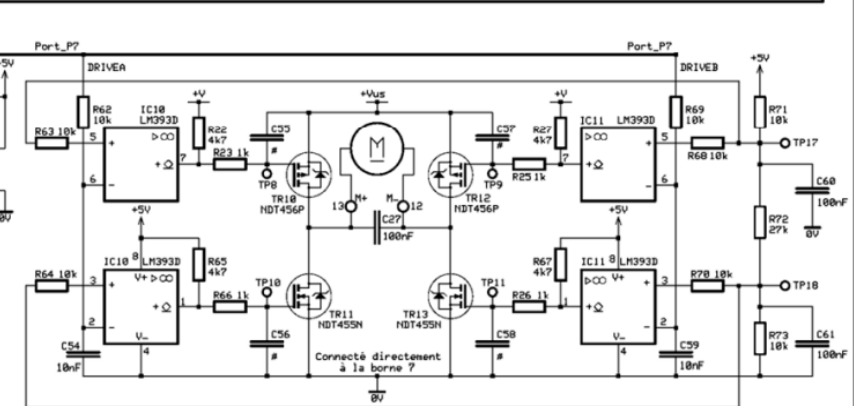 Port_P7
Port_P7
+5V
DRIVEA
+Vus
DRIVEB
+5V
+V
+V
R62
10k
IC10
LM393D
C55
#
C57
#
IC11
LM393D
R69
10k
R71
10k
R63 10k
5
+
▷∞
R22
4k7
M
R27
4k7
▷∞
+
5
R68 10k
TP17
7
R23 1k
R25 1k
7
6
-
TP8
TP9
-
6
C60
100nF
+5V
TR10
NDT456P
13
M+
M-
12
TR12
NDT456P
+5V
0V
C27
100nF
R72
27k
0V
IC10
8
LM393D
R65
4k7
R67
4k7
IC11
8
LM393D
R64 10k
3
+
V+ ▷∞
TP10
TP11
▷∞ V+
+
3
R70 10k
TP18
1
R66 1k
R26 1k
1
TR11
NDT455N
TR13
NDT455N
2
-
V-
C56
#
C58
#
V-
-
2
R73
10k
C61
100nF
C54
10nF
4
Connecté directement
à la borne 7
4
C59
10nF
0V